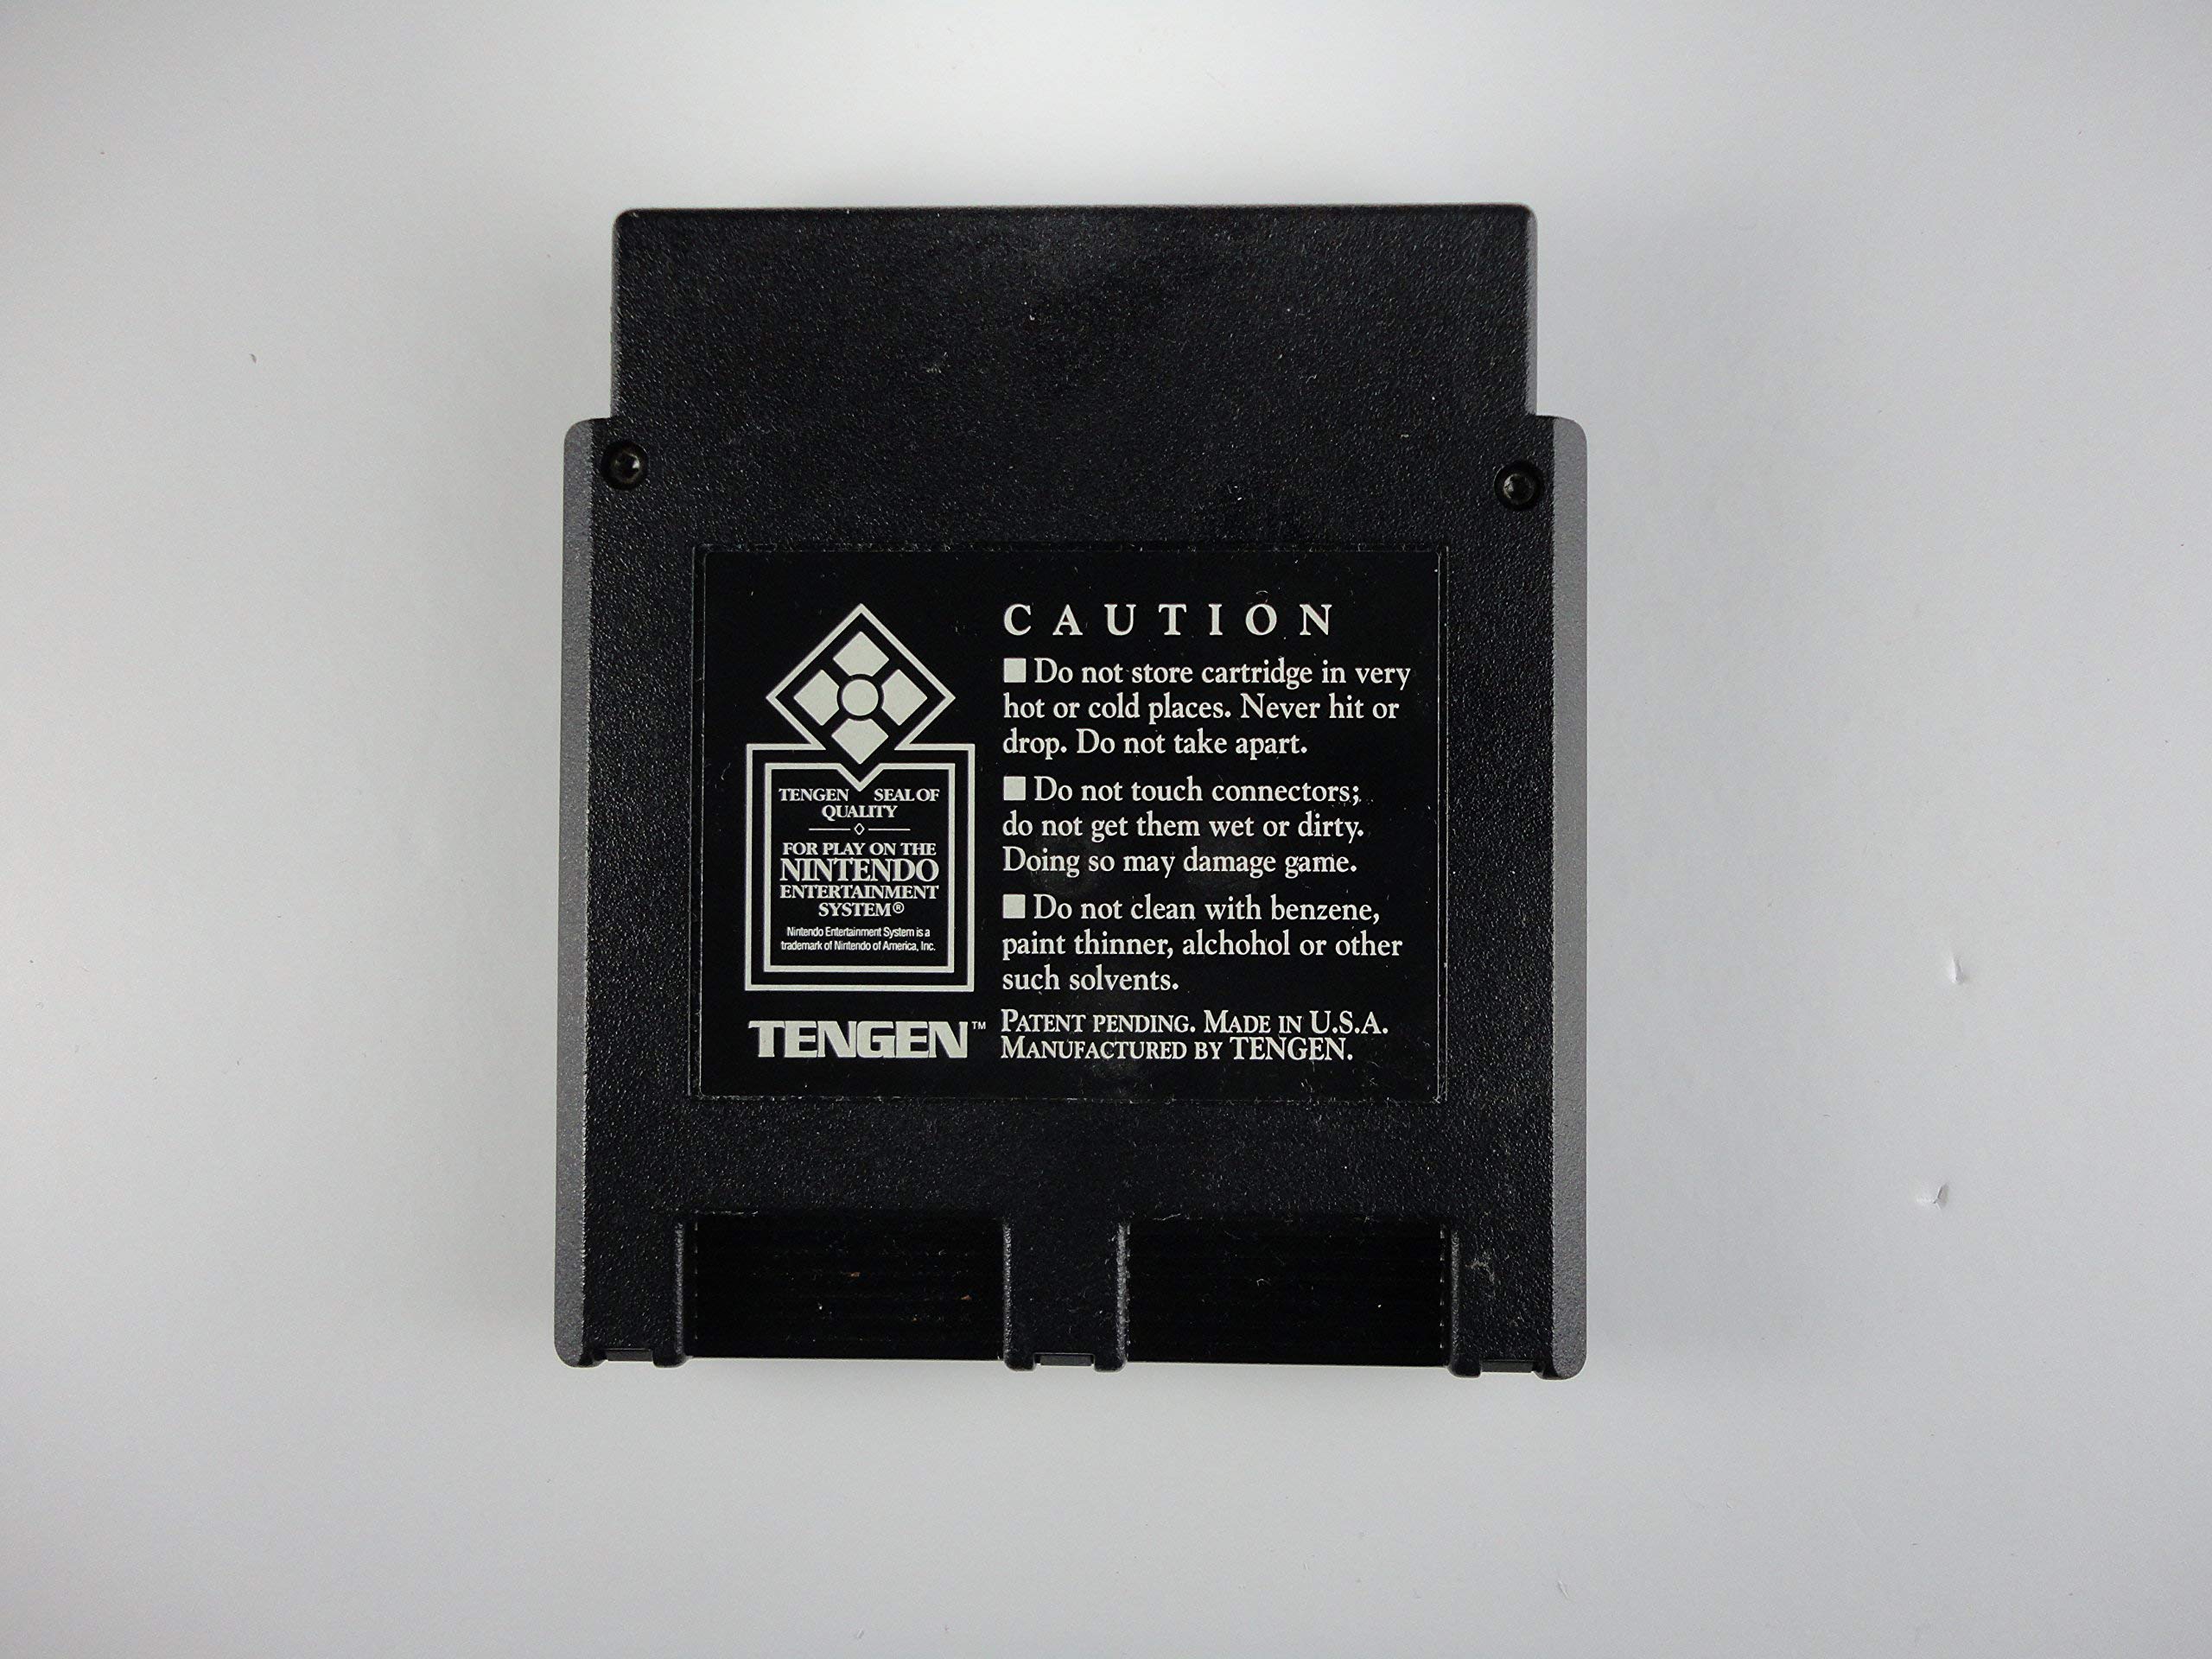 TENGEN SEAL OF
QUALITY
FOR PLAY ON THE
NINTENDO
ENTERTAINMENT
SYSTEM®
Nintendo Entertainment System is a
trademark of Nintendo of America, Inc.
TENGEN™
CAUTION
■ Do not store cartridge in very
hot or cold places. Never hit or
drop. Do not take apart.
■ Do not touch connectors;
do not get them wet or dirty.
Doing so may damage game.
■ Do not clean with benzene,
paint thinner, alchohol or other
such solvents.
PATENT PENDING. MADE IN U.S.A.
MANUFACTURED BY TENGEN.